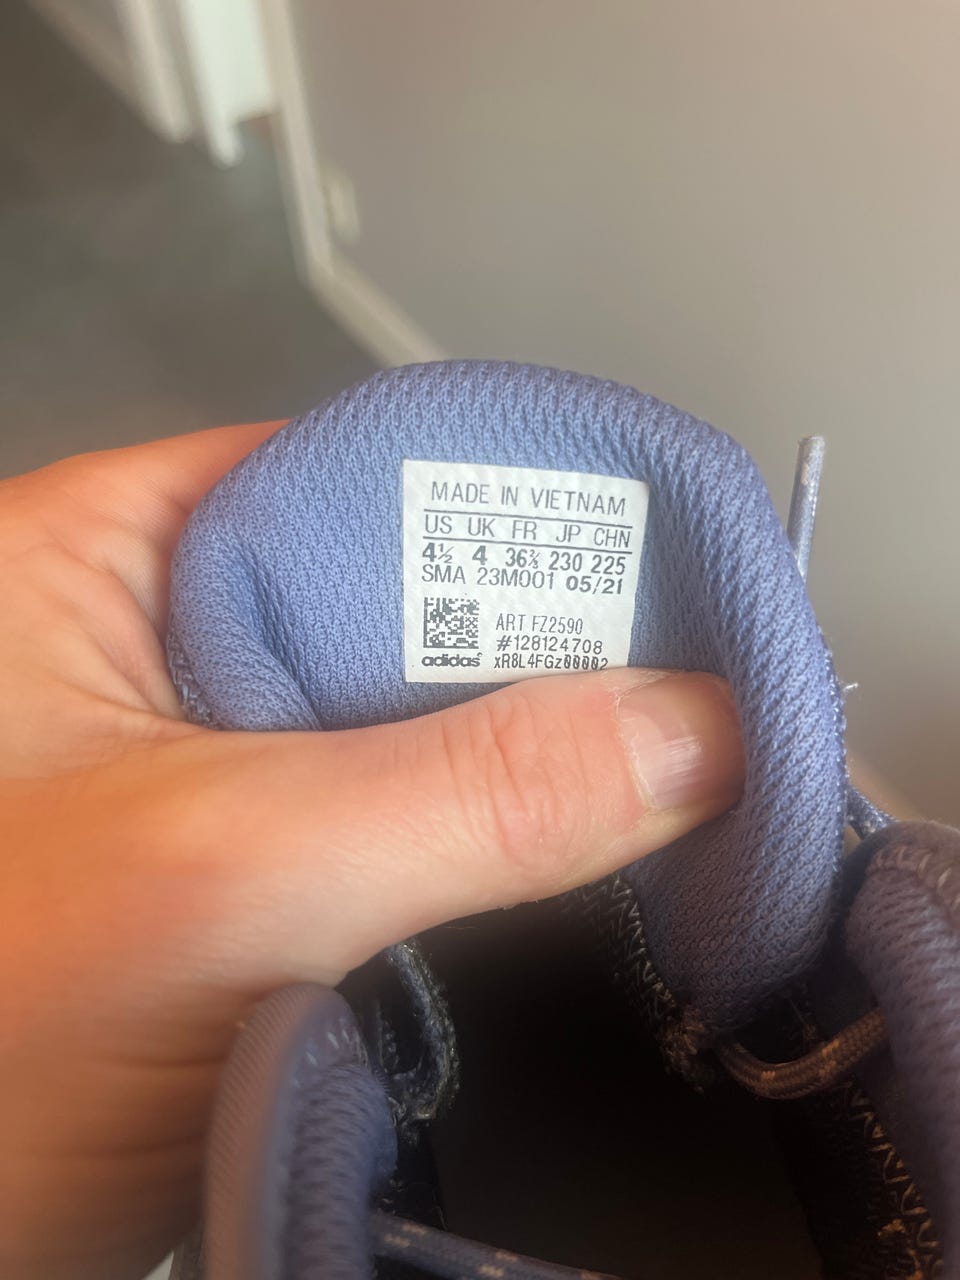 MADE IN VIETNAM
US UK FR JP CHN
4½ 4 36⅔ 230 225
SMA 23M001 05/21
ART FZ2590
#128124708
adidas xR8L4FGz00002